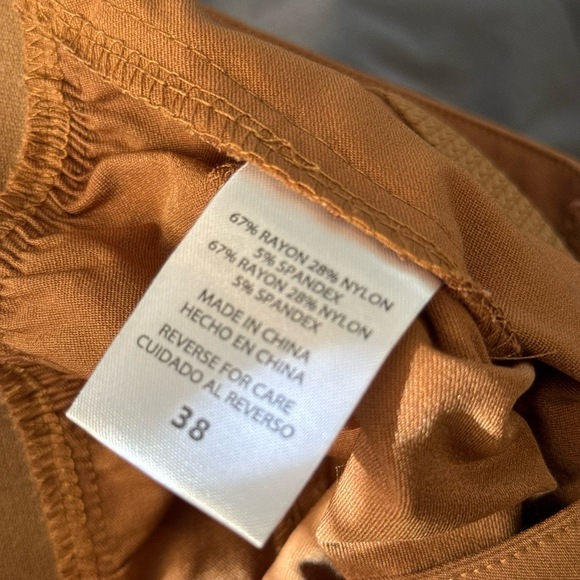 67% RAYON 28% NYLON
5% SPANDEX
67% RAYON 28% NYLON
5% SPANDEX
MADE IN CHINA
HECHO EN CHINA
REVERSE FOR CARE
CUIDADO AL REVERSO
38